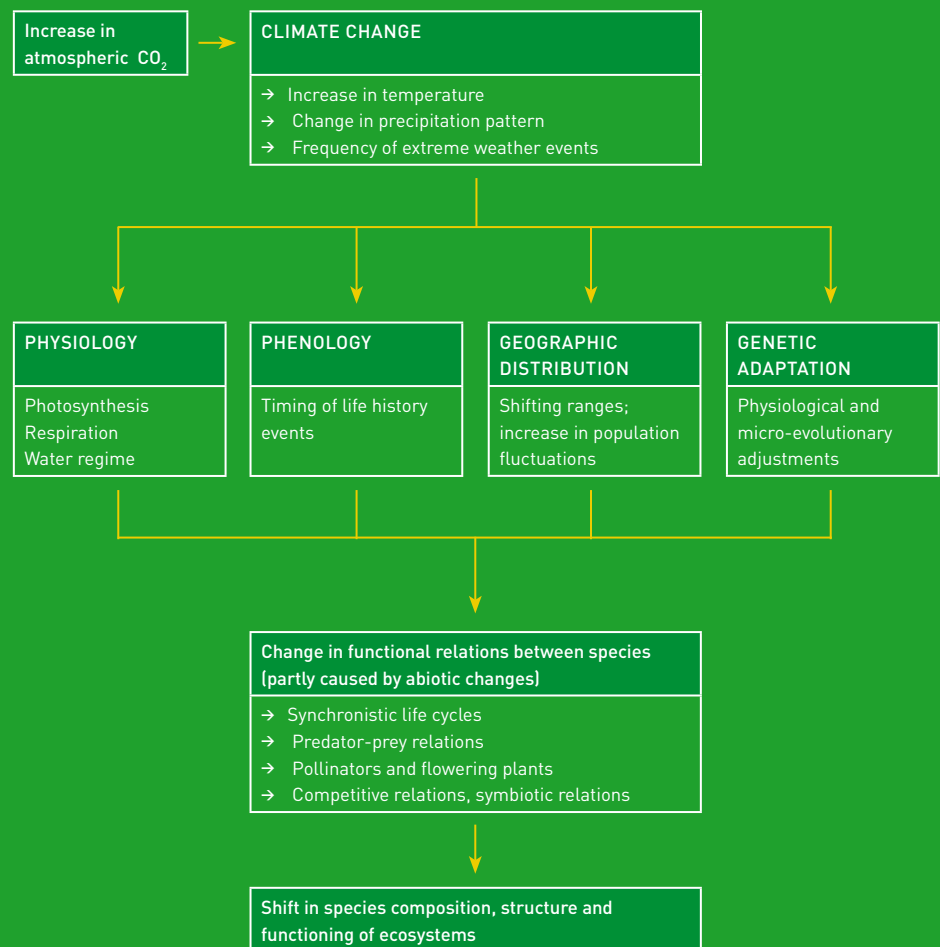 Increase in
atmospheric CO₂
CLIMATE CHANGE
→ Increase in temperature
→ Change in precipitation pattern
→ Frequency of extreme weather events
PHYSIOLOGY
Photosynthesis
Respiration
Water regime
PHENOLOGY
Timing of life history
events
GEOGRAPHIC
DISTRIBUTION
Shifting ranges;
increase in population
fluctuations
GENETIC
ADAPTATION
Physiological and
micro-evolutionary
adjustments
Change in functional relations between species
(partly caused by abiotic changes)
→ Synchronistic life cycles
→ Predator-prey relations
→ Pollinators and flowering plants
→ Competitive relations, symbiotic relations
Shift in species composition, structure and
functioning of ecosystems